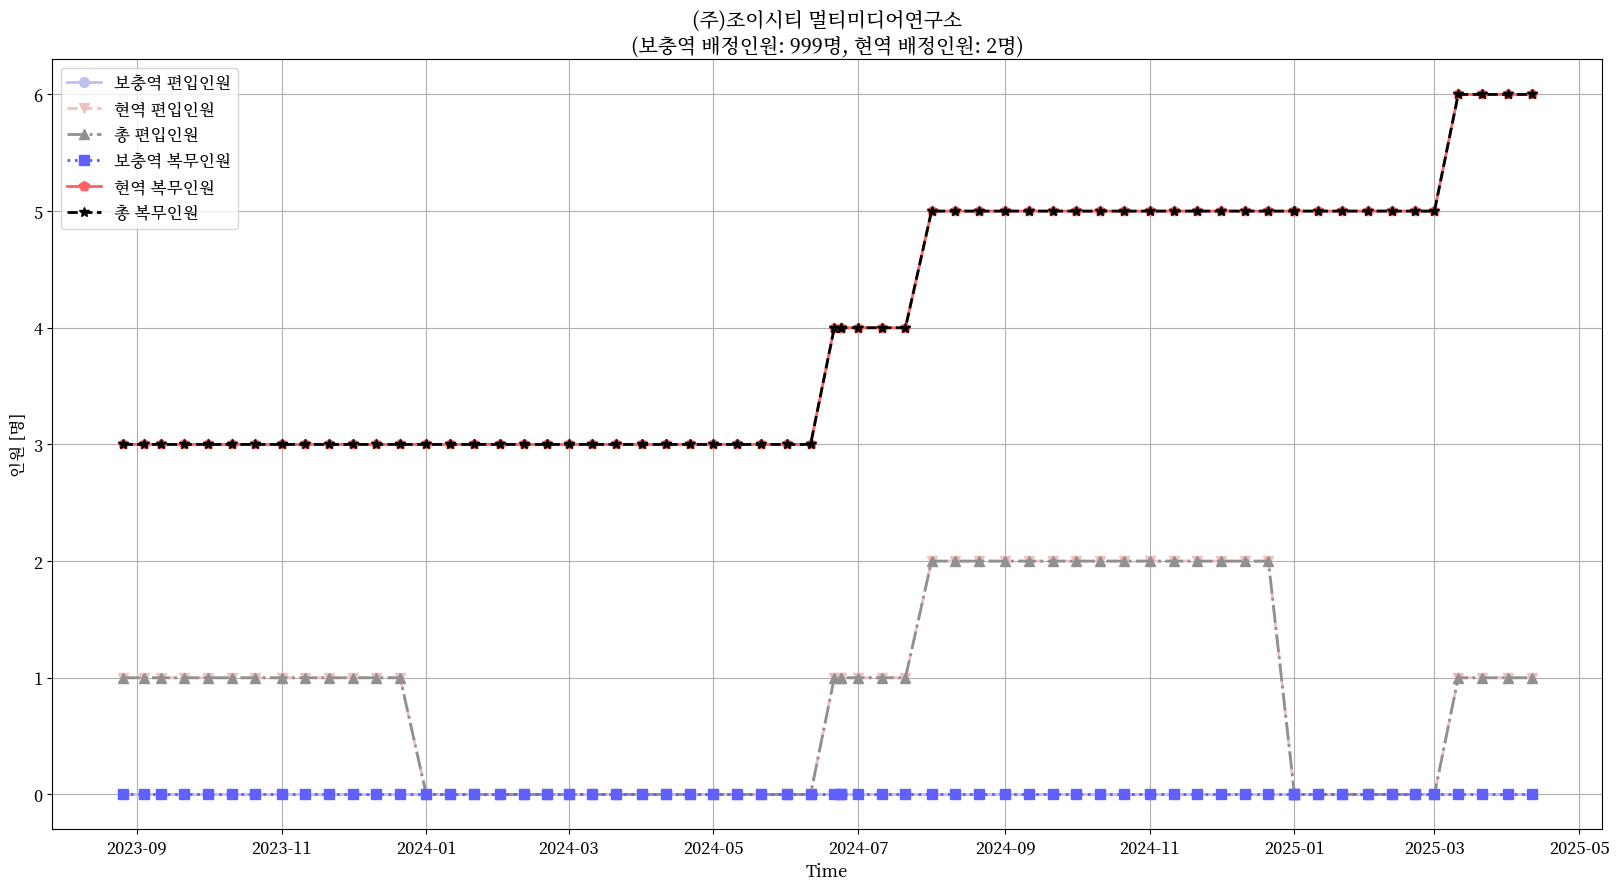 (주)조이시티 멀티미디어연구소
(보충역 배정인원: 999명, 현역 배정인원: 2명)
보충역 편입인원
현역 편입인원
총 편입인원
보충역 복무인원
현역 복무인원
총 복무인원
6
5
4
3
2
1
0
인원 [명]
2023-09 2023-11 2024-01 2024-03 2024-05 2024-07 2024-09 2024-11 2025-01 2025-03 2025-05
Time